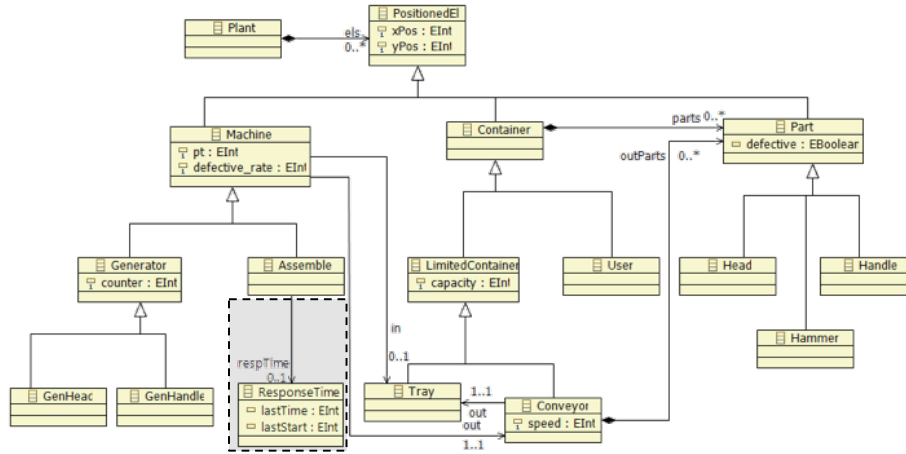 PositionedEl
xPos : EInt
yPos : EInt
Plant
els
0..*
Machine
pt : EInt
defective_rate : EInt
Container
parts
0..*
Part
defective : EBoolear
outParts
0..*
Generator
counter : EInt
Assemble
LimitedContainer
capacity : EInt
User
Head
Handle
Hammer
in
0..1
respTime
0..1
GenHead
GenHandle
ResponseTime
lastTime : EInt
lastStart : EInt
Tray
1..1
out
out
1..1
Conveyor
speed : EInt